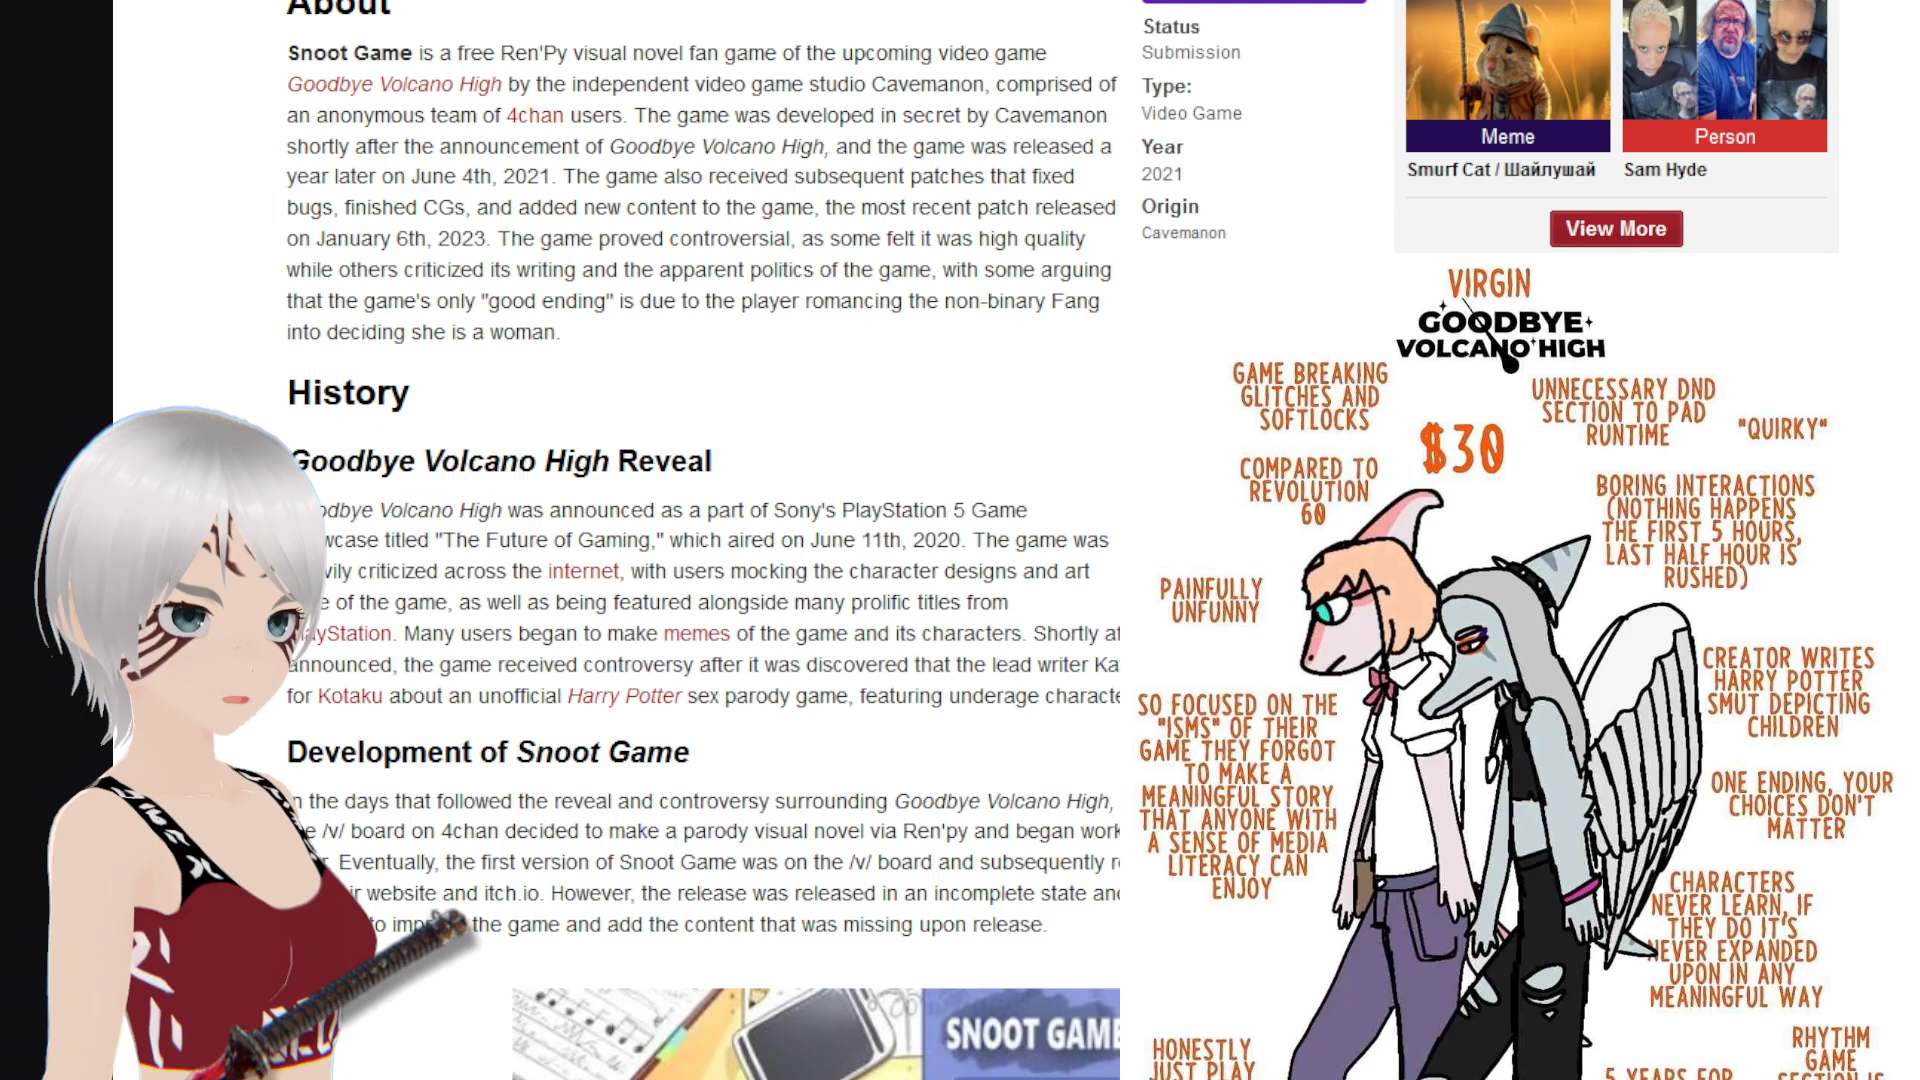 About
Snoot Game is a free Ren'Py visual novel fan game of the upcoming video game
Goodbye Volcano High by the independent video game studio Cavemanon, comprised of
an anonymous team of 4chan users. The game was developed in secret by Cavemanon
shortly after the announcement of Goodbye Volcano High, and the game was released a
year later on June 4th, 2021. The game also received subsequent patches that fixed
bugs, finished CGs, and added new content to the game, the most recent patch released
on January 6th, 2023. The game proved controversial, as some felt it was high quality
while others criticized its writing and the apparent politics of the game, with some arguing
that the game's only "good ending" is due to the player romancing the non-binary Fang
into deciding she is a woman.
History
Goodbye Volcano High Reveal
odbye Volcano High was announced as a part of Sony's PlayStation 5 Game
wcase titled "The Future of Gaming," which aired on June 11th, 2020. The game was
vily criticized across the internet, with users mocking the character designs and art
e of the game, as well as being featured alongside many prolific titles from
PlayStation. Many users began to make memes of the game and its characters. Shortly af
announced, the game received controversy after it was discovered that the lead writer Ka
for Kotaku about an unofficial Harry Potter sex parody game, featuring underage characte
Development of Snoot Game
n the days that followed the reveal and controversy surrounding Goodbye Volcano High,
e /v/ board on 4chan decided to make a parody visual novel via Ren'py and began work
r. Eventually, the first version of Snoot Game was on the /v/ board and subsequently r
ir website and itch.io. However, the release was released in an incomplete state and
to the game and add the content that was missing upon release.
SNOOT GAME
Status
Submission
Type:
Video Game
Year
2021
Origin
Cavemanon
Meme
Person
Smurf Cat / Шайлушай
Sam Hyde
View More
VIRGIN
GOODBYE
VOLCANO HIGH
GAME BREAKING
GLITCHES AND
SOFTLOCKS
$30
UNNECESSARY DND
SECTION TO PAD
RUNTIME
"QUIRKY"
COMPARED TO
REVOLUTION
60
BORING INTERACTIONS
(NOTHING HAPPENS
THE FIRST 5 HOURS,
LAST HALF HOUR IS
RUSHED)
PAINFULLY
UNFUNNY
CREATOR WRITES
HARRY POTTER
SMUT DEPICTING
CHILDREN
SO FOCUSED ON THE
"ISMS" OF THEIR
GAME THEY FORGOT
TO MAKE A
MEANINGFUL STORY
THAT ANYONE WITH
A SENSE OF MEDIA
LITERACY CAN
ENJOY
ONE ENDING, YOUR
CHOICES DON'T
MATTER
CHARACTERS
NEVER LEARN, IF
THEY DO IT'S
NEVER EXPANDED
UPON IN ANY
MEANINGFUL WAY
HONESTLY
JUST PLAY
5 YEARS FOR
RHYTHM
GAME
SECTION IS